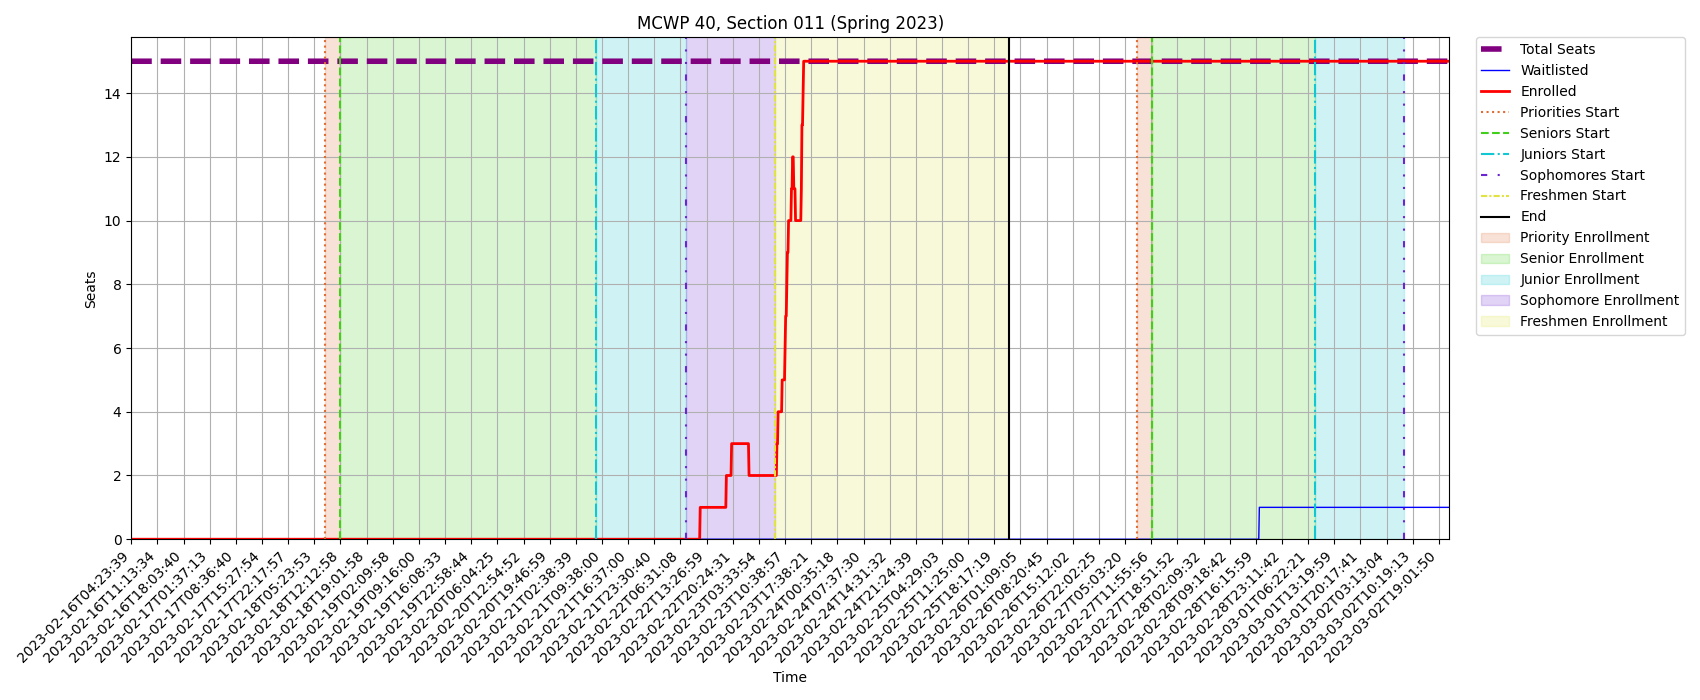 MCWP 40, Section 011 (Spring 2023)
Seats
14
12
10
8
6
4
2
0
2023-02-16T04:23:39
2023-02-16T11:13:34
2023-02-16T18:03:40
2023-02-17T01:37:13
2023-02-17T08:36:40
2023-02-17T15:27:54
2023-02-17T22:17:57
2023-02-18T05:23:53
2023-02-18T12:12:58
2023-02-18T19:01:58
2023-02-19T02:09:58
2023-02-19T09:16:00
2023-02-19T16:08:33
2023-02-19T22:58:44
2023-02-20T06:04:25
2023-02-20T12:54:52
2023-02-20T19:46:59
2023-02-21T02:38:39
2023-02-21T09:38:00
2023-02-21T16:37:00
2023-02-21T23:30:40
2023-02-22T06:31:08
2023-02-22T13:26:59
2023-02-22T20:24:31
2023-02-23T03:33:54
2023-02-23T10:38:57
2023-02-23T17:38:21
2023-02-24T00:35:18
2023-02-24T07:37:30
2023-02-24T14:31:32
2023-02-24T21:24:39
2023-02-25T04:29:03
2023-02-25T11:25:00
2023-02-25T18:17:19
2023-02-26T01:09:05
2023-02-26T08:20:45
2023-02-26T15:12:02
2023-02-26T22:02:25
2023-02-27T05:03:20
2023-02-27T11:55:56
2023-02-27T18:51:52
2023-02-28T02:09:32
2023-02-28T09:18:42
2023-02-28T16:15:59
2023-02-28T23:11:42
2023-03-01T06:22:21
2023-03-01T13:19:59
2023-03-01T20:17:41
2023-03-02T03:13:04
2023-03-02T10:19:13
2023-03-02T19:01:50
Time
Total Seats
Waitlisted
Enrolled
Priorities Start
Seniors Start
Juniors Start
Sophomores Start
Freshmen Start
End
Priority Enrollment
Senior Enrollment
Junior Enrollment
Sophomore Enrollment
Freshmen Enrollment